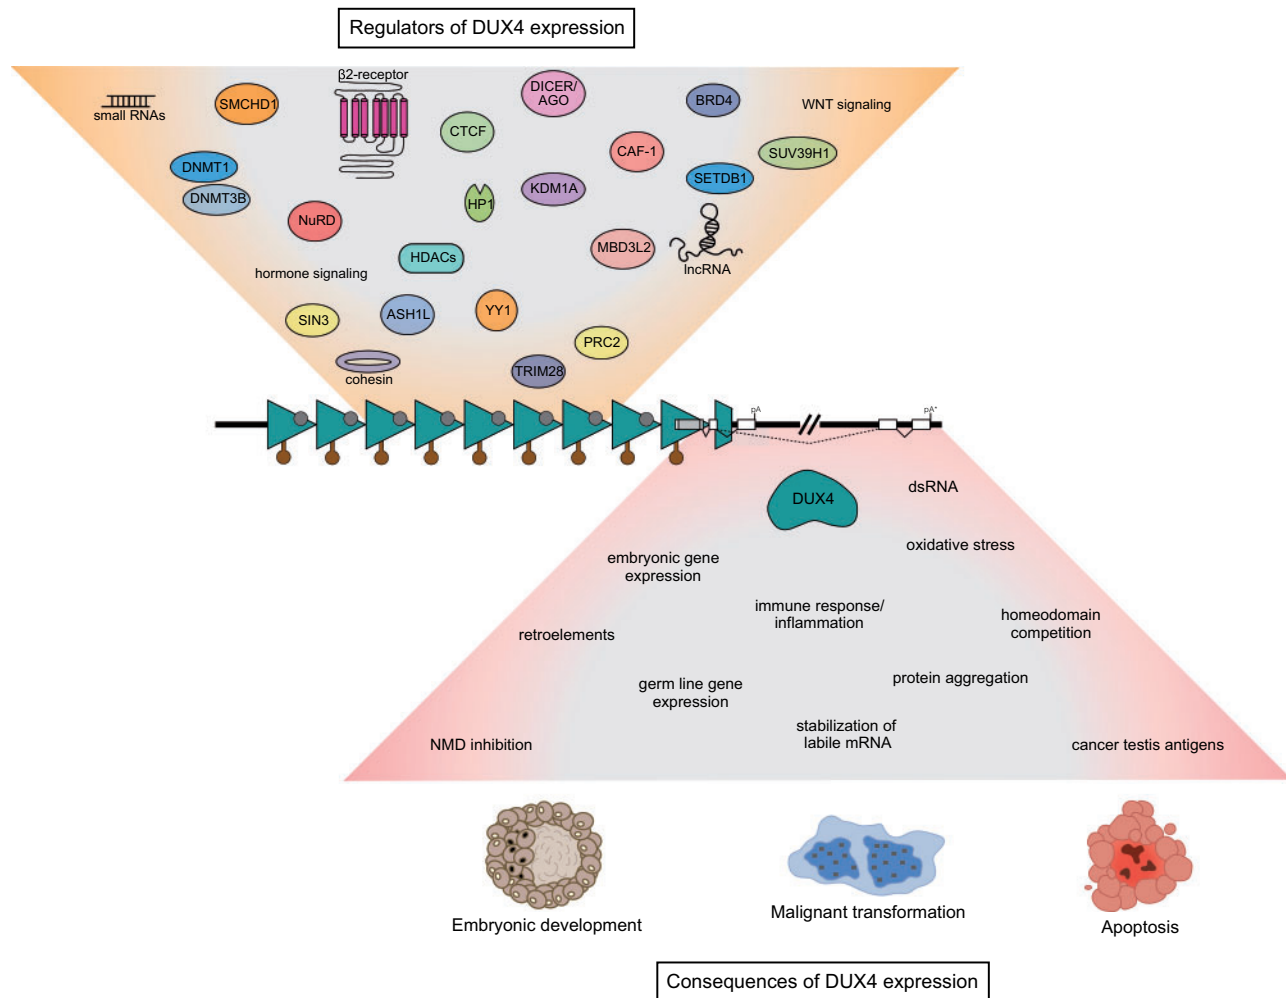 Regulators of DUX4 expression
β2-receptor
small RNAs
SMCHD1
DICER/
AGO
BRD4
WNT signaling
CTCF
CAF-1
SUV39H1
DNMT1
DNMT3B
SETDB1
KDM1A
HP1
NuRD
HDACs
MBD3L2
lncRNA
hormone signaling
SIN3
ASH1L
YY1
PRC2
cohesin
TRIM28
pA
pA*
DUX4
dsRNA
oxidative stress
embryonic gene
expression
immune response/
inflammation
homeodomain
competition
retroelements
protein aggregation
germ line gene
expression
stabilization of
labile mRNA
NMD inhibition
cancer testis antigens
Embryonic development
Malignant transformation
Apoptosis
Consequences of DUX4 expression